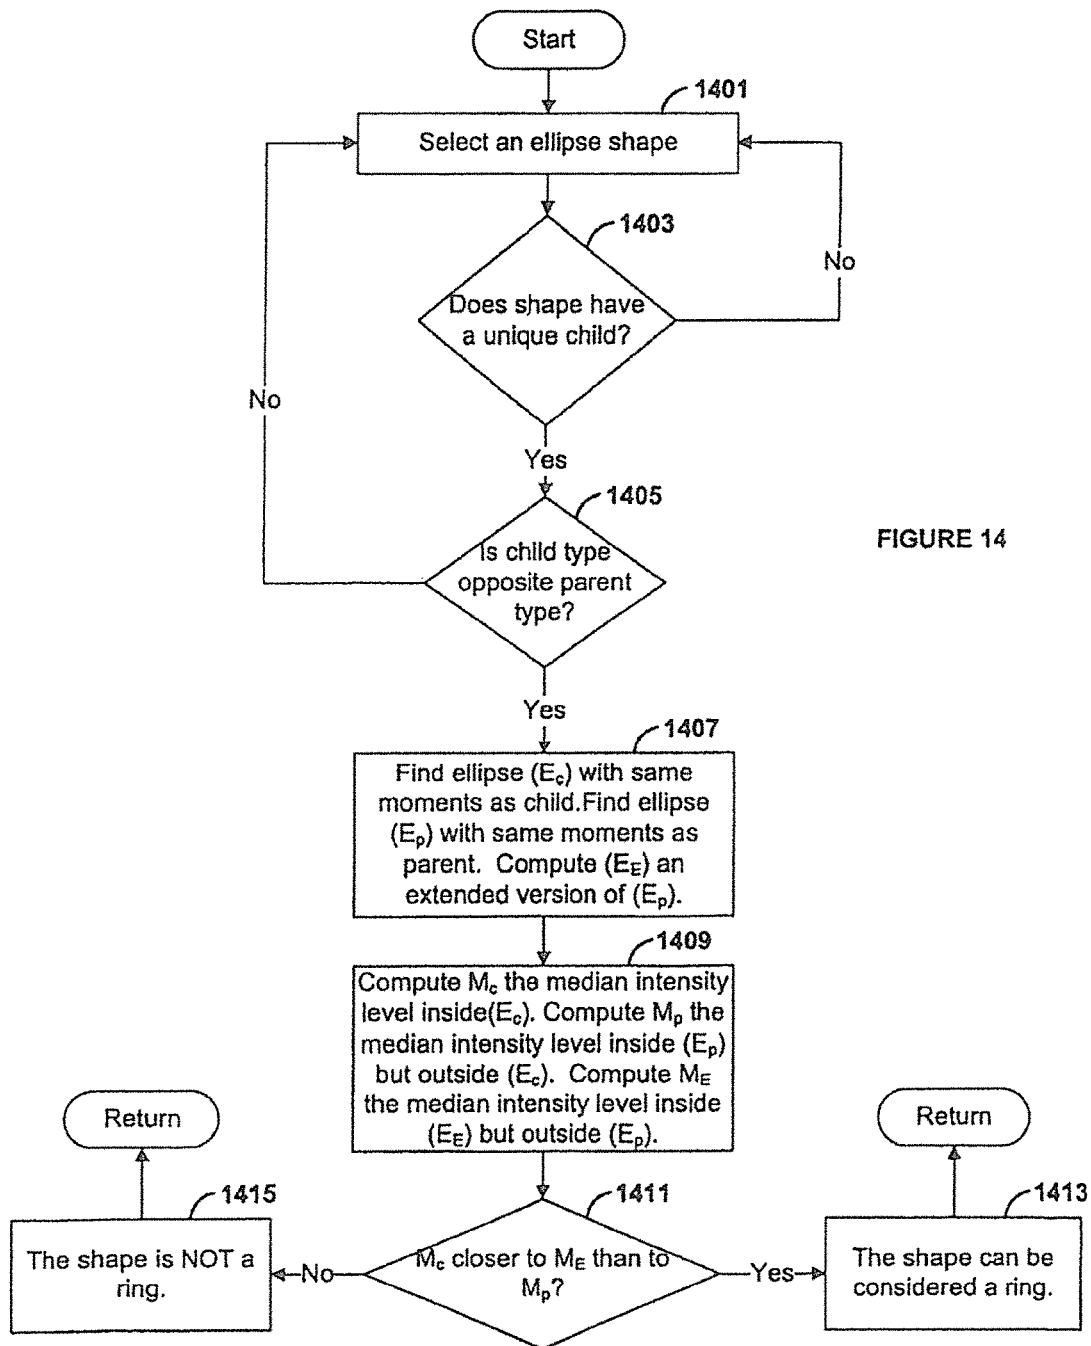 Start
1401
Select an ellipse shape
1403
Does shape have
a unique child?
No
No
Yes
1405
Is child type
opposite parent
type?
FIGURE 14
Yes
1407
Find ellipse (Ec) with same
moments as child.Find ellipse
(Ep) with same moments as
parent. Compute (EE) an
extended version of (Ep).
1409
Compute Mc the median intensity
level inside(Ec). Compute Mp the
median intensity level inside (Ep)
but outside (Ec). Compute ME
the median intensity level inside
(EE) but outside (Ep).
Return
Return
1415
1411
1413
The shape is NOT a
ring.
No
Mc closer to ME than to
Mp?
Yes
The shape can be
considered a ring.